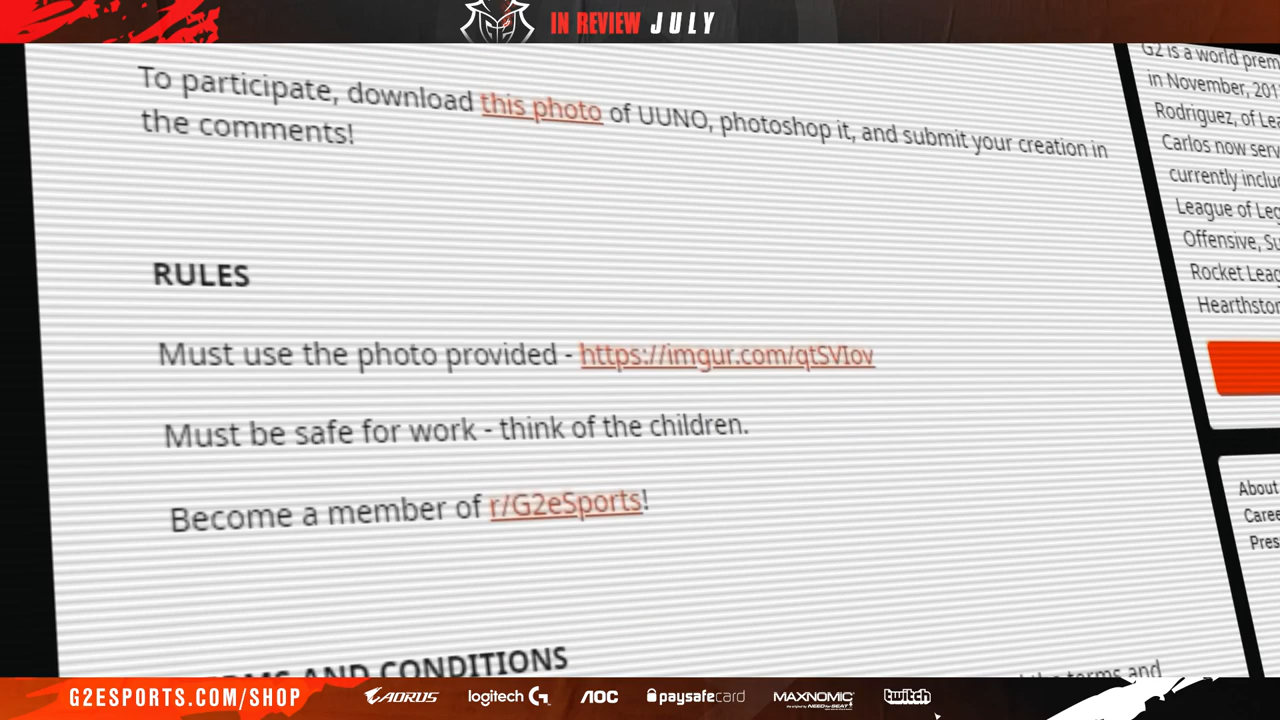 IN REVIEW JULY
To participate, download this photo of UUNO, photoshop it, and submit your creation in
the comments!
RULES
Must use the photo provided - https://imgur.com/qtSVIov
Must be safe for work - think of the children.
Become a member of r/G2eSports!
TERMS AND CONDITIONS
the terms and
G2 is a world prem
in November, 201
Rodriguez, of Lea
Carlos now serv
currently inclu
League of Leg
Offensive, Su
Rocket Leag
Hearthston
About
Caree
Pres
G2ESPORTS.COM/SHOP
AORUS
logitech G
AOC
paysafecard
MAXNOMIC
twitch